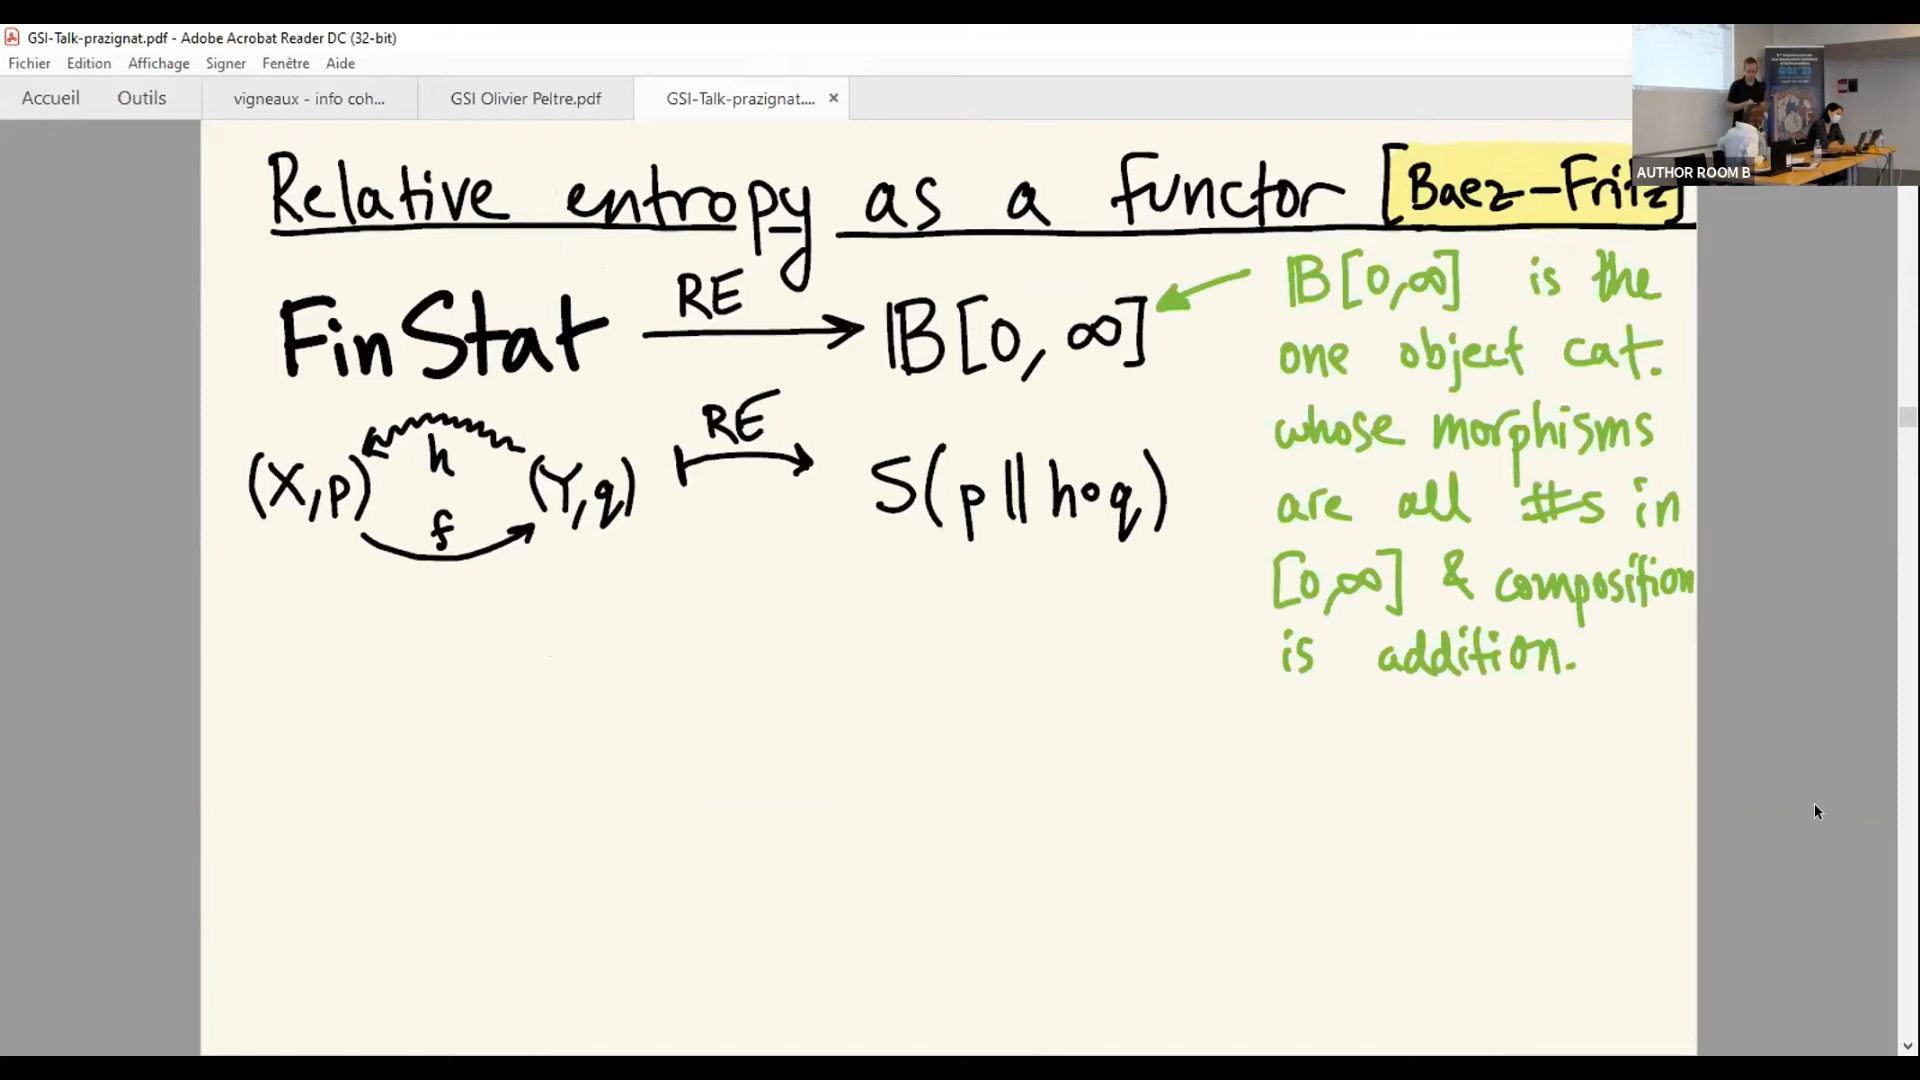 GSI-Talk-prazignat.pdf - Adobe Acrobat Reader DC (32-bit)
Fichier Edition Affichage Signer Fenêtre Aide
Accueil Outils vigneaux - info coh... GSI Olivier Peltre.pdf GSI-Talk-prazignat.... ×
AUTHOR ROOM B
GSI'21
Relative entropy as a functor [Baez-Fritz]
FinStat RE 𝔹[0, ∞]
(X,p) h f (Y,q) RE S(p || h∘q)
𝔹[0,∞] is the
one object cat.
whose morphisms
are all #s in
[0,∞] & composition
is addition.